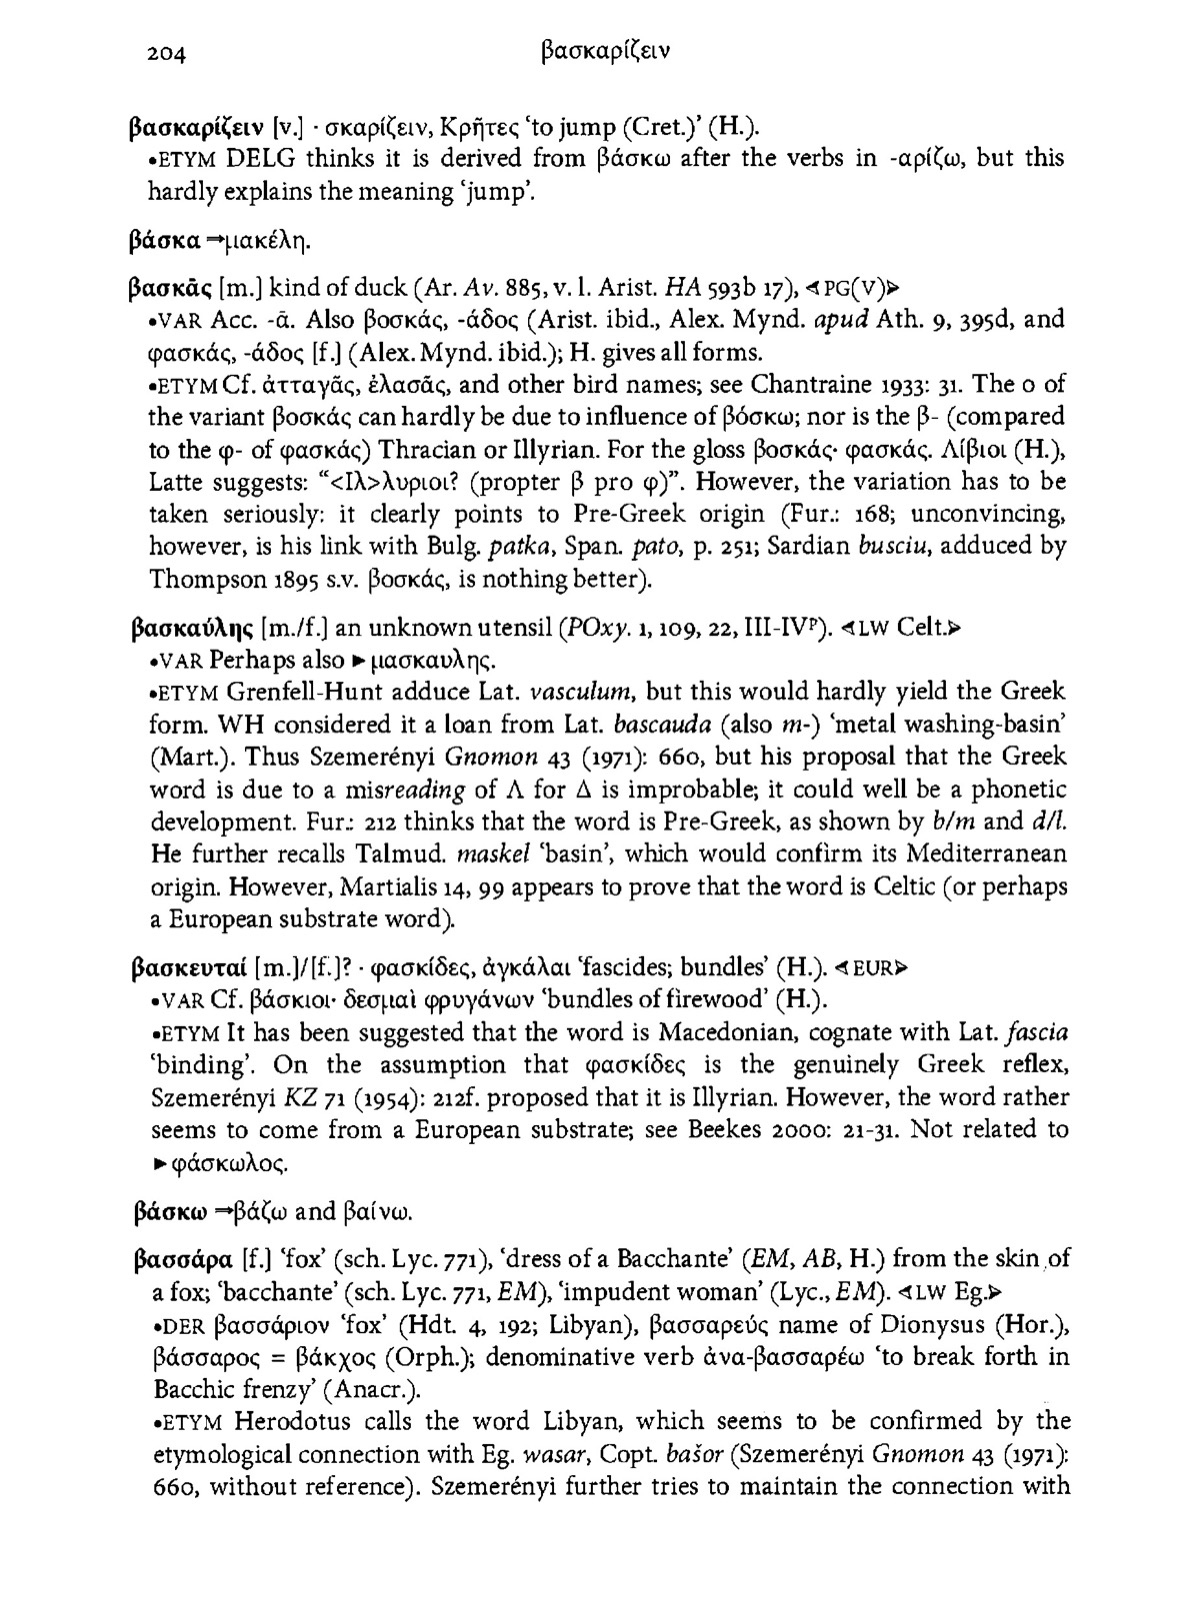 204 βασκαρίζειν
βασκαρίζειν [v.] · σκαρίζειν, Κρῆτες ‘to jump (Cret.)’ (H.).
•ETYM DELG thinks it is derived from βάσκω after the verbs in -αρίζω, but this
hardly explains the meaning ‘jump’.
βάσκα ⇒μακέλη.
βασκᾶς [m.] kind of duck (Ar. Av. 885, v. l. Arist. HA 593b 17), ◁PG(V)▷
•VAR Acc. -ᾶ. Also βοσκάς, -άδος (Arist. ibid., Alex. Mynd. apud Ath. 9, 395d, and
φασκάς, -άδος [f.] (Alex. Mynd. ibid.); H. gives all forms.
•ETYM Cf. ἀτταγᾶς, ἐλασᾶς, and other bird names; see Chantraine 1933: 31. The ο of
the variant βοσκάς can hardly be due to influence of βόσκω; nor is the β- (compared
to the φ- of φασκάς) Thracian or Illyrian. For the gloss βοσκάς· φασκάς. Λίβιοι (H.),
Latte suggests: “<Ιλ>λυριοι? (propter β pro φ)”. However, the variation has to be
taken seriously: it clearly points to Pre-Greek origin (Fur.: 168; unconvincing,
however, is his link with Bulg. patka, Span. pato, p. 251; Sardian busciu, adduced by
Thompson 1895 s.v. βοσκάς, is nothing better).
βασκαύλης [m./f.] an unknown utensil (POxy. 1, 109, 22, III-IVᵖ). ◁LW Celt.▷
•VAR Perhaps also ►μασκαυλης.
•ETYM Grenfell-Hunt adduce Lat. vasculum, but this would hardly yield the Greek
form. WH considered it a loan from Lat. bascauda (also m-) ‘metal washing-basin’
(Mart.). Thus Szemerényi Gnomon 43 (1971): 660, but his proposal that the Greek
word is due to a misreading of Λ for Δ is improbable; it could well be a phonetic
development. Fur.: 212 thinks that the word is Pre-Greek, as shown by b/m and d/l.
He further recalls Talmud. maskel ‘basin’, which would confirm its Mediterranean
origin. However, Martialis 14, 99 appears to prove that the word is Celtic (or perhaps
a European substrate word).
βασκευταί [m.]/[f.]? · φασκίδες, ἀγκάλαι ‘fascides; bundles’ (H.). ◁EUR▷
•VAR Cf. βάσκιοι· δεσμαὶ φρυγάνων ‘bundles of firewood’ (H.).
•ETYM It has been suggested that the word is Macedonian, cognate with Lat. fascia
‘binding’. On the assumption that φασκίδες is the genuinely Greek reflex,
Szemerényi KZ 71 (1954): 212f. proposed that it is Illyrian. However, the word rather
seems to come from a European substrate; see Beekes 2000: 21-31. Not related to
►φάσκωλος.
βάσκω ⇒βάζω and βαίνω.
βασσάρα [f.] ‘fox’ (sch. Lyc. 771), ‘dress of a Bacchante’ (EM, AB, H.) from the skin of
a fox; ‘bacchante’ (sch. Lyc. 771, EM), ‘impudent woman’ (Lyc., EM). ◁LW Eg.▷
•DER βασσάριον ‘fox’ (Hdt. 4, 192; Libyan), βασσαρεύς name of Dionysus (Hor.),
βάσσαρος = βάκχος (Orph.); denominative verb ἀνα-βασσαρέω ‘to break forth in
Bacchic frenzy’ (Anacr.).
•ETYM Herodotus calls the word Libyan, which seems to be confirmed by the
etymological connection with Eg. wasar, Copt. bašor (Szemerényi Gnomon 43 (1971):
660, without reference). Szemerényi further tries to maintain the connection with